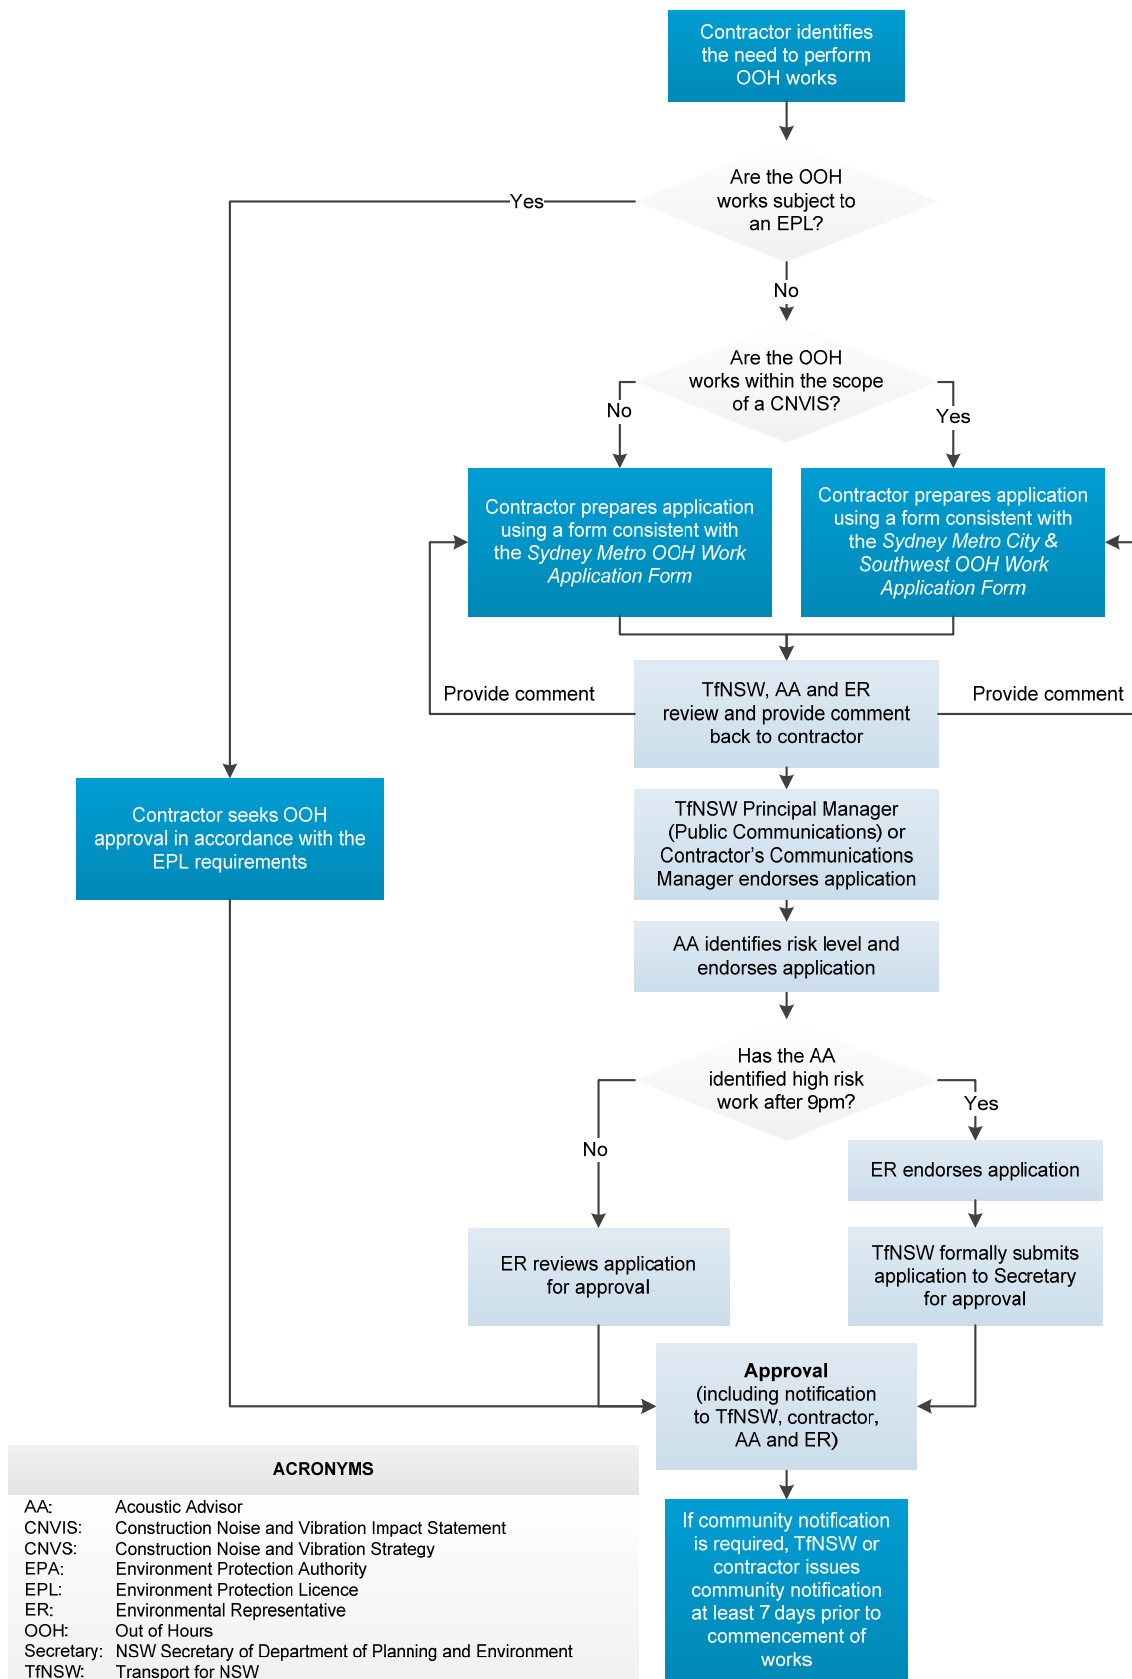 Contractor identifies
the need to perform
OOH works
Are the OOH
works subject to
an EPL?
Yes
No
Are the OOH
works within the scope
of a CNVIS?
No
Yes
Contractor prepares application
using a form consistent with
the Sydney Metro OOH Work
Application Form
Contractor prepares application
using a form consistent with
the Sydney Metro City &
Southwest OOH Work
Application Form
Provide comment
TfNSW, AA and ER
review and provide comment
back to contractor
Provide comment
Contractor seeks OOH
approval in accordance with the
EPL requirements
TfNSW Principal Manager
(Public Communications) or
Contractor's Communications
Manager endorses application
AA identifies risk level and
endorses application
Has the AA
identified high risk
work after 9pm?
No
Yes
ER endorses application
ER reviews application
for approval
TfNSW formally submits
application to Secretary
for approval
Approval
(including notification
to TfNSW, contractor,
AA and ER)
If community notification
is required, TfNSW or
contractor issues
community notification
at least 7 days prior to
commencement of
works
ACRONYMS
AA: Acoustic Advisor
CNVIS: Construction Noise and Vibration Impact Statement
CNVS: Construction Noise and Vibration Strategy
EPA: Environment Protection Authority
EPL: Environment Protection Licence
ER: Environmental Representative
OOH: Out of Hours
Secretary: NSW Secretary of Department of Planning and Environment
TfNSW: Transport for NSW